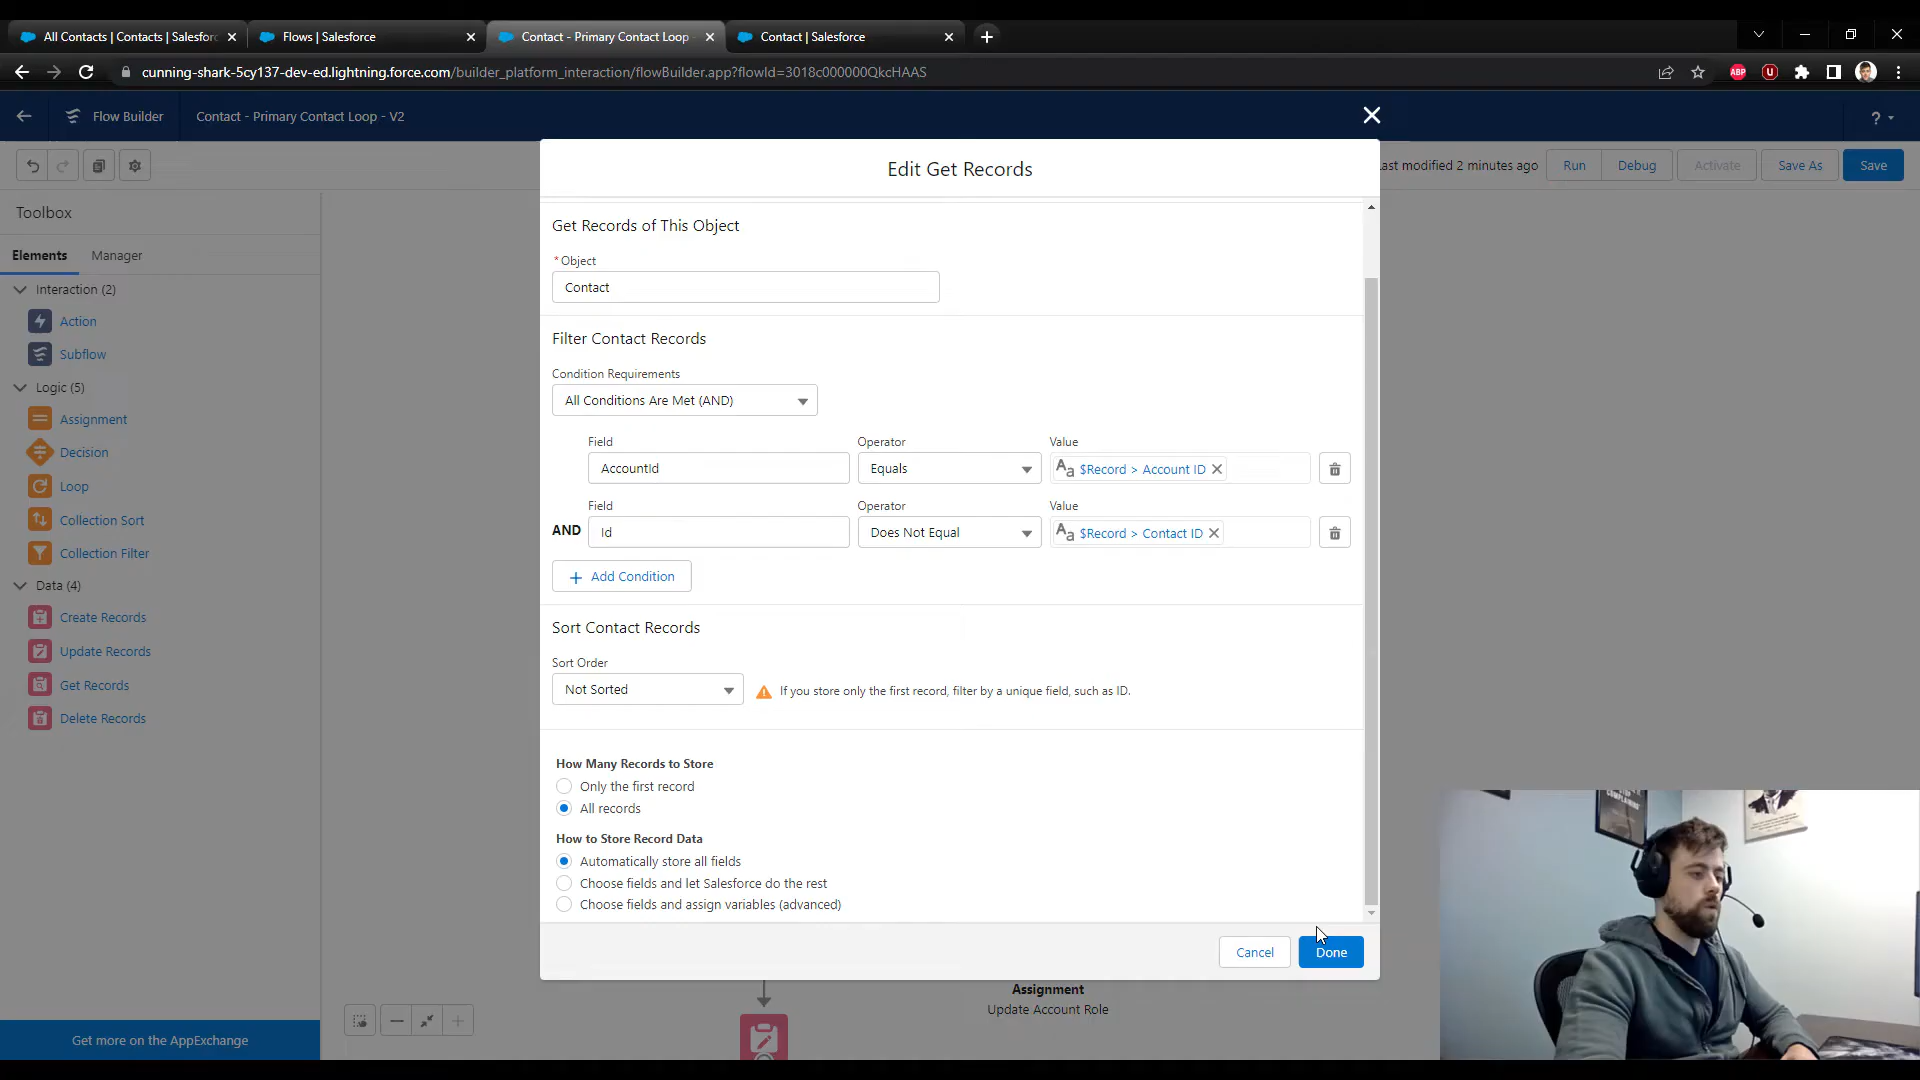 All Contacts | Contacts | Salesfor
Flows | Salesforce
Contact - Primary Contact Loop
Contact | Salesforce
cunning-shark-5cy137-dev-ed.lightning.force.com/builder_platform_interaction/flowBuilder.app?flowId=3018c000000QkcHAAS
ABP
Flow Builder
Contact - Primary Contact Loop - V2
?
Last modified 2 minutes ago
Run
Debug
Activate
Save As
Save
Toolbox
Elements
Manager
Interaction (2)
Action
Subflow
Logic (5)
Assignment
Decision
Loop
Collection Sort
Collection Filter
Data (4)
Create Records
Update Records
Get Records
Delete Records
Get more on the AppExchange
Edit Get Records
Get Records of This Object
*Object
Contact
Filter Contact Records
Condition Requirements
All Conditions Are Met (AND)
Field
Operator
Value
AccountId
Equals
Aa $Record > Account ID
Field
Operator
Value
AND
Id
Does Not Equal
Aa $Record > Contact ID
+ Add Condition
Sort Contact Records
Sort Order
Not Sorted
If you store only the first record, filter by a unique field, such as ID.
How Many Records to Store
Only the first record
All records
How to Store Record Data
Automatically store all fields
Choose fields and let Salesforce do the rest
Choose fields and assign variables (advanced)
Cancel
Done
Assignment
Update Account Role